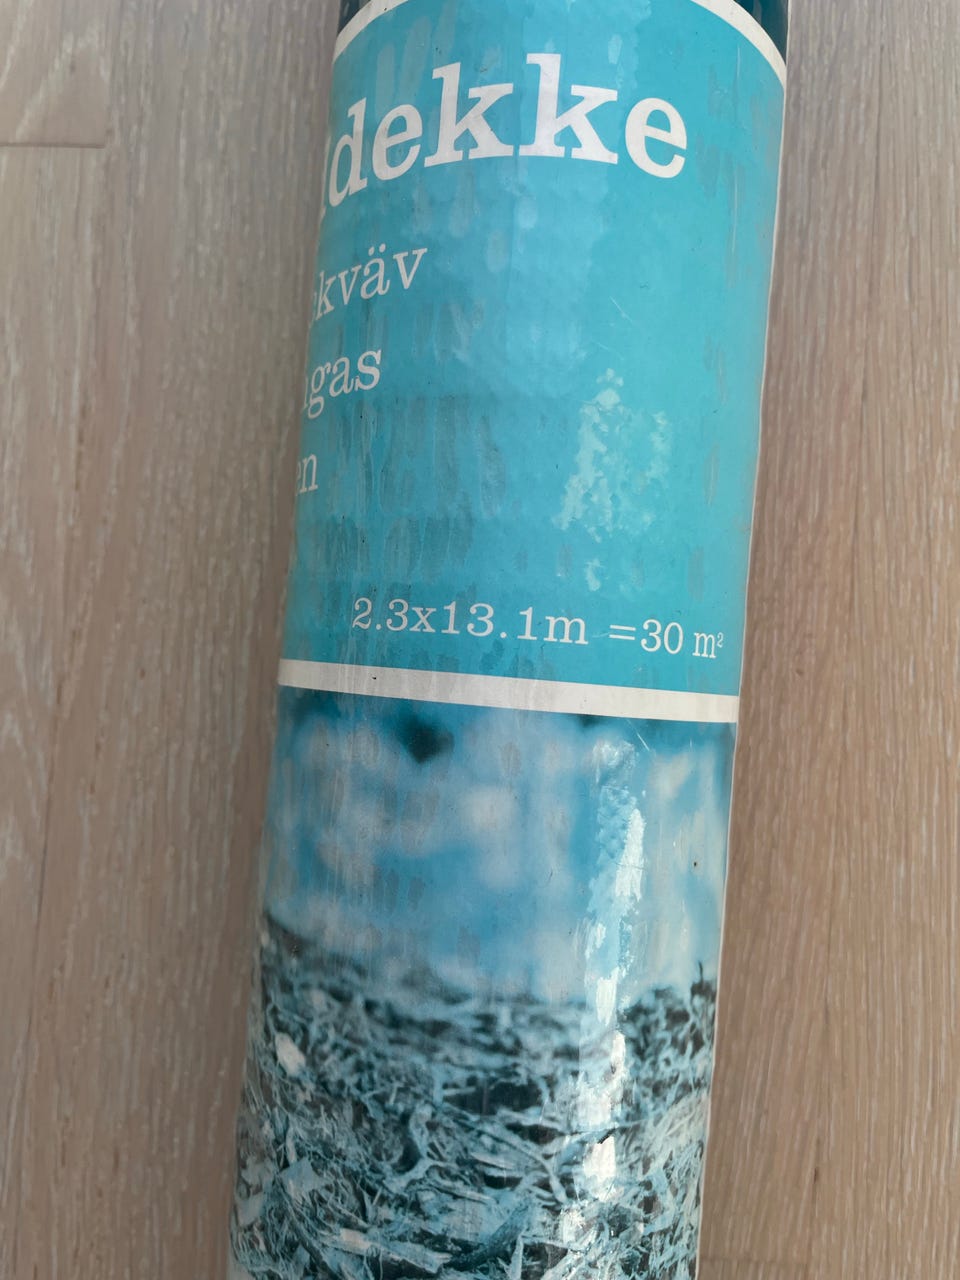 dekke
kväv
gas
en
2.3x13.1m =30 m²